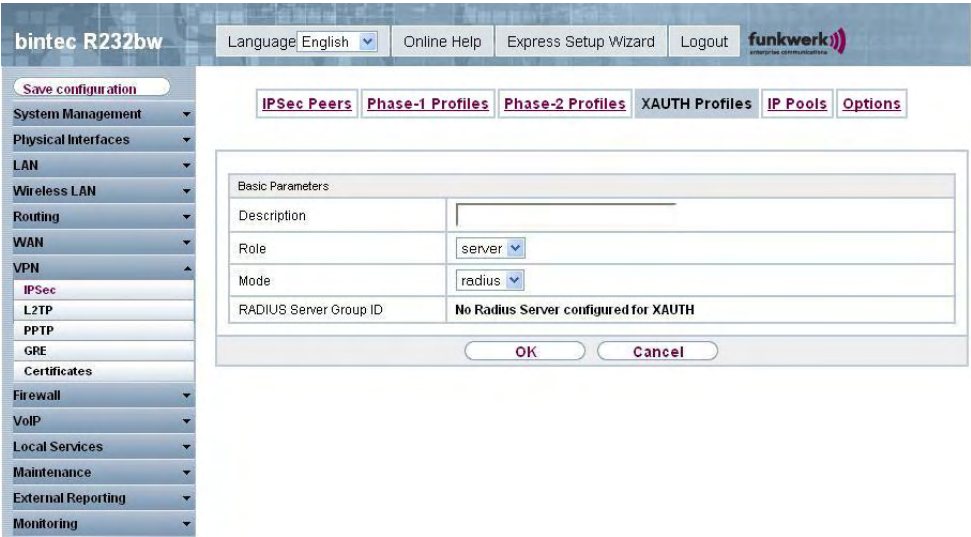 bintec R232bw
Language English Online Help Express Setup Wizard Logout funkwerk
enterprise communications
Save configuration
System Management
Physical Interfaces
LAN
Wireless LAN
Routing
WAN
VPN
IPSec
L2TP
PPTP
GRE
Certificates
Firewall
VoIP
Local Services
Maintenance
External Reporting
Monitoring
IPSec Peers Phase-1 Profiles Phase-2 Profiles XAUTH Profiles IP Pools Options
Basic Parameters
Description
Role server
Mode radius
RADIUS Server Group ID No Radius Server configured for XAUTH
OK Cancel